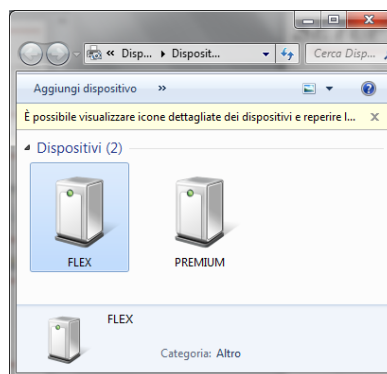 « Disp... ▸ Disposit... Cerca Disp...
Aggiungi dispositivo »
È possibile visualizzare icone dettagliate dei dispositivi e reperire l... x
Dispositivi (2)
FLEX PREMIUM
FLEX
Categoria: Altro